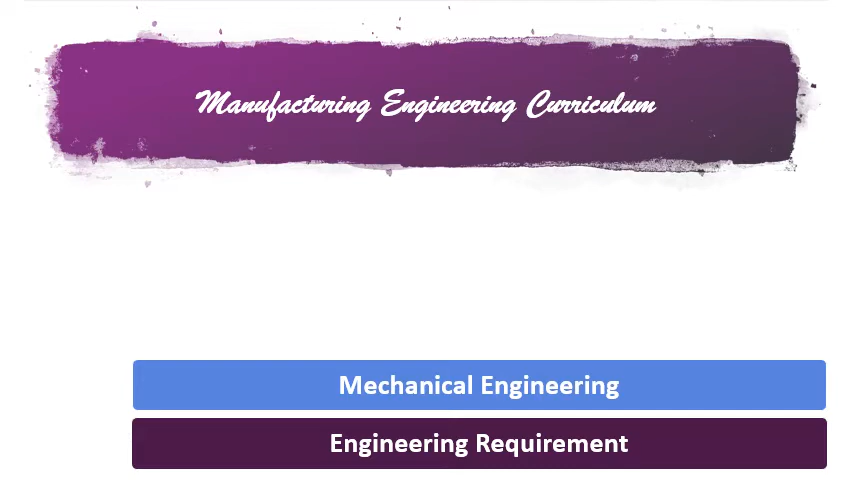 Manufacturing Engineering Curriculum
Mechanical Engineering
Engineering Requirement